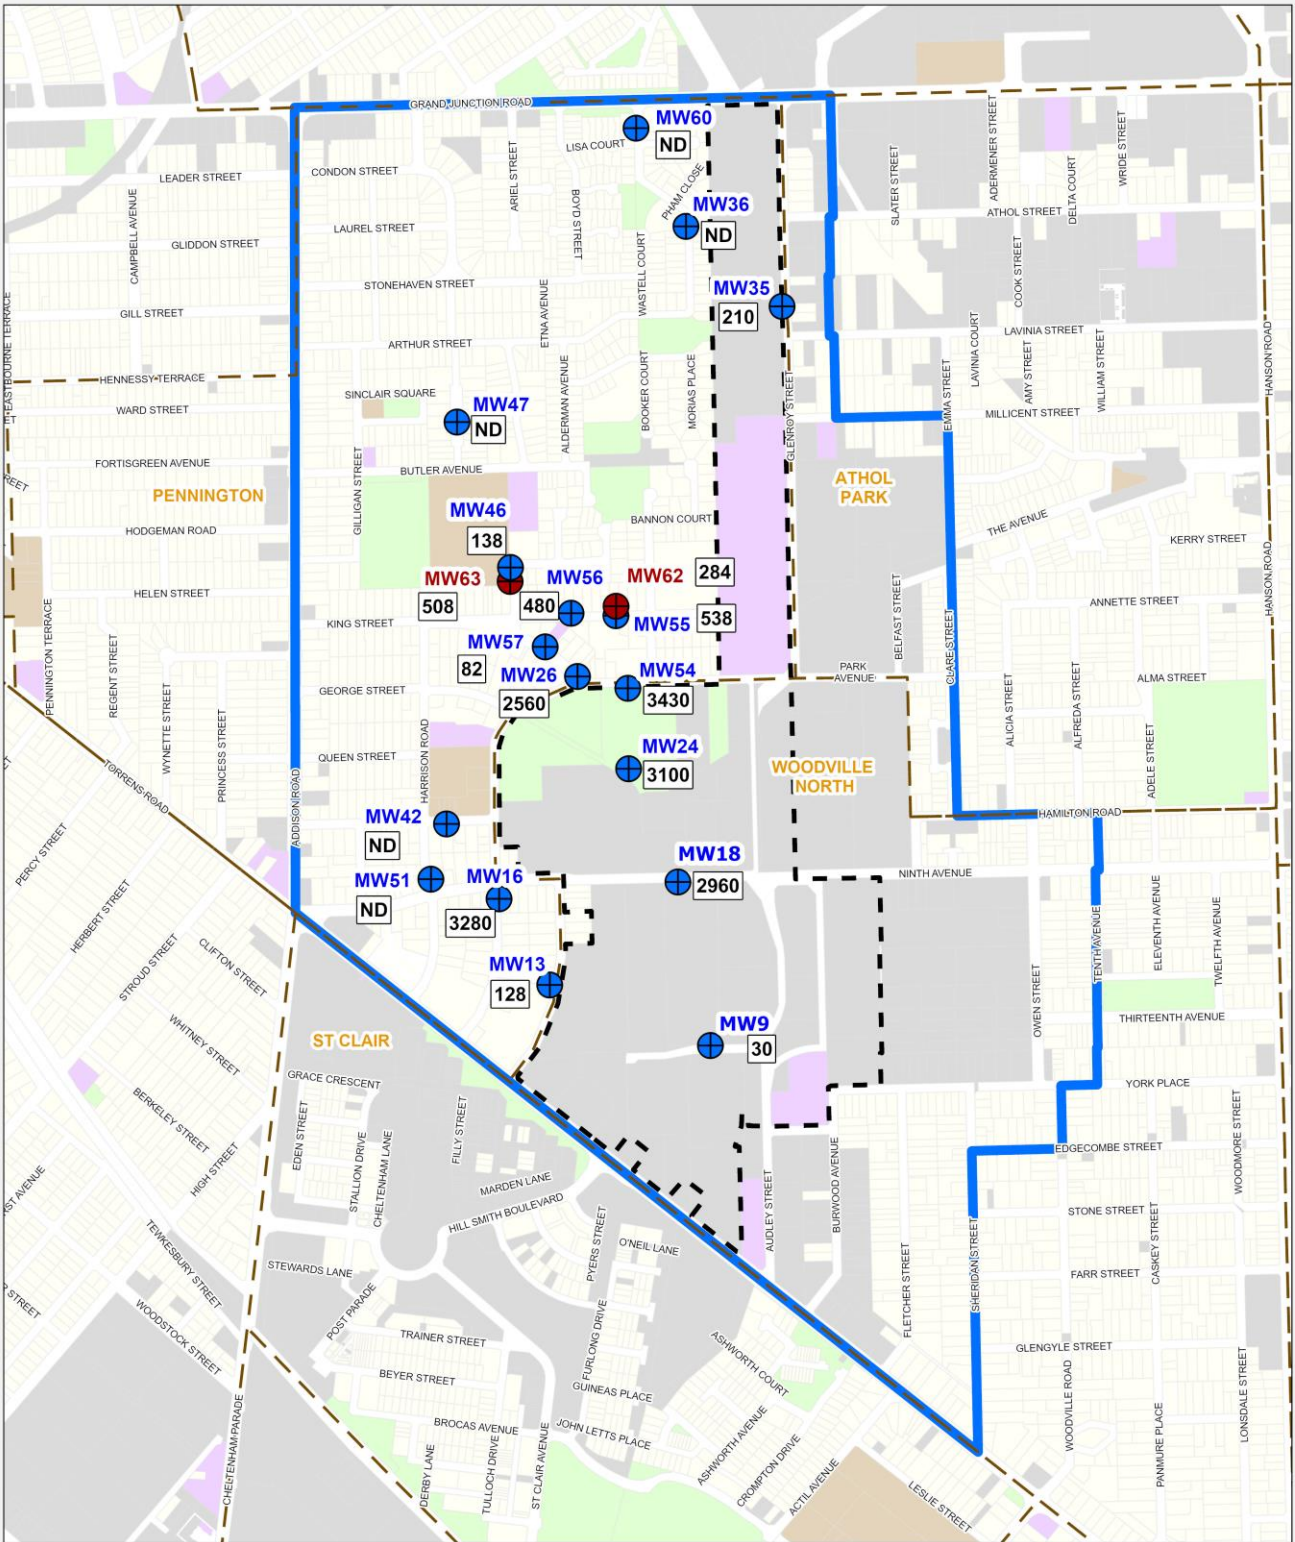 GRAND JUNCTION ROAD
MW60
ND
LISA COURT
LEADER STREET
CONDON STREET
ARIEL STREET
BOYD STREET
PHAM CLOSE
MW36
ND
CAMPBELL AVENUE
LAUREL STREET
GLIDDON STREET
SLATER STREET
ADERMENER STREET
DELTA COURT
WRIDE STREET
ATHOL STREET
COOK STREET
STONEHAVEN STREET
WASTELL COURT
MW35
210
GILL STREET
EASTBOURNE TERRACE
ETNA AVENUE
ARTHUR STREET
LAVINIA STREET
LAVINIA COURT
AMY STREET
WILLIAM STREET
HANSON ROAD
HENNESSY TERRACE
SINCLAIR SQUARE
ALDERMAN AVENUE
BOOKER COURT
MORIAS PLACE
GLENROY STREET
EMMA STREET
WARD STREET
ET
MW47
ND
MILLICENT STREET
FORTISGREEN AVENUE
REET
GILLIGAN STREET
BUTLER AVENUE
PENNINGTON
ATHOL
PARK
MW46
138
HODGEMAN ROAD
BANNON COURT
THE AVENUE
KERRY STREET
HANSON ROAD
MW63
508
MW56
480
MW62
284
HELEN STREET
PENNINGTON TERRACE
KING STREET
MW55
538
BELFAST STREET
CLARE STREET
ANNETTE STREET
REGENT STREET
MW57
82
MW26
2560
MW54
3430
PARK
AVENUE
ALMA STREET
GEORGE STREET
WYNETTE STREET
PRINCESS STREET
HARRISON ROAD
ALICIA STREET
ALFREDA STREET
ADELE STREET
QUEEN STREET
MW24
3100
WOODVILLE
NORTH
TORRENS ROAD
ADDISON ROAD
MW42
ND
HAMILTON ROAD
PERCY STREET
MW51
ND
MW16
3280
MW18
2960
NINTH AVENUE
HERBERT STREET
STROUD STREET
CLIFTON STREET
TENTH AVENUE
ELEVENTH AVENUE
TWELFTH AVENUE
MW13
128
OWEN STREET
WHITNEY STREET
ST CLAIR
MW9
30
THIRTEENTH AVENUE
GRACE CRESCENT
YORK PLACE
BERKELEY STREET
EDEN STREET
STALLION DRIVE
CHELTENHAM LANE
FILLY STREET
HIGH STREET
EDGECOMBE STREET
WOODMORE STREET
RST AVENUE
MARDEN LANE
HILL SMITH BOULEVARD
AUDLEY STREET
BURWOOD AVENUE
TEWKESBURY STREET
PYERS STREET
O'NEIL LANE
STONE STREET
CASKEY STREET
SHERIDAN STREET
FLETCHER STREET
STEWARDS LANE
FARR STREET
R STREET
POST PARADE
WOODSTOCK STREET
TRAINER STREET
FURLONG DRIVE
ASHWORTH COURT
GLENGYLE STREET
BEYER STREET
GUINEAS PLACE
WOODVILLE ROAD
LONSDALE STREET
CHELTENHAM PARADE
BROCAS AVENUE
JOHN LETTS PLACE
ASHWORTH AVENUE
PANMURE PLACE
DERBY LANE
TULLOCH DRIVE
ST CLAIR AVENUE
CROMPTON DRIVE
ACTIL AVENUE
LESLIE STREET